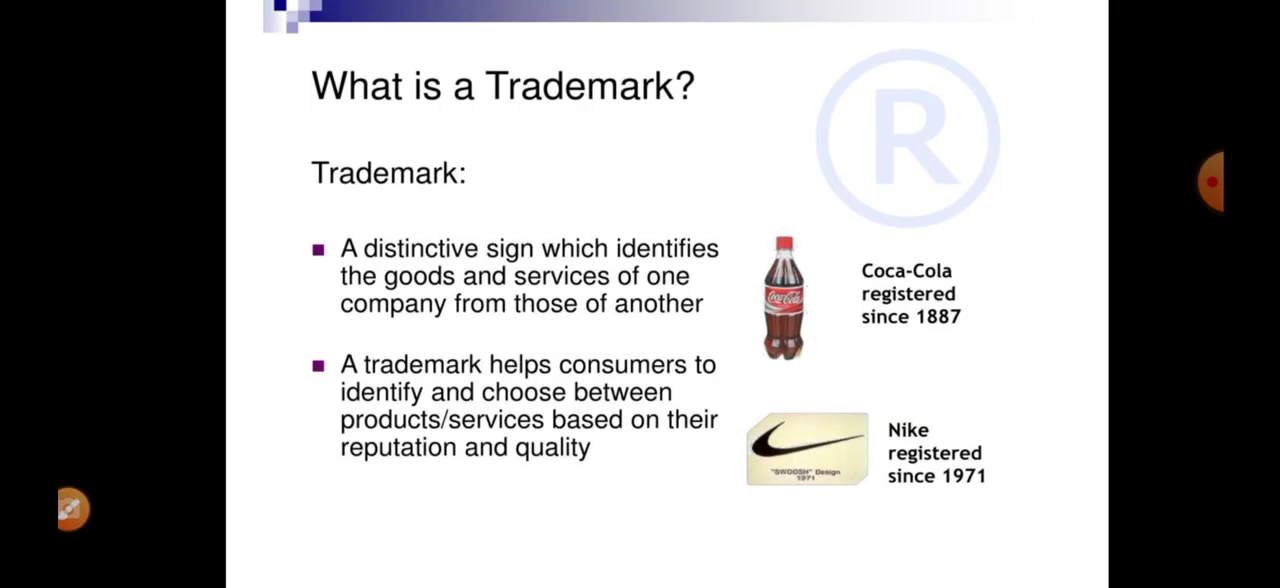 What is a Trademark?
R
Trademark:
A distinctive sign which identifies
the goods and services of one
company from those of another
A trademark helps consumers to
identify and choose between
products/services based on their
reputation and quality
Coca-Cola
Coca-Cola
registered
since 1887
"SWOOSH" Design
1971
Nike
registered
since 1971